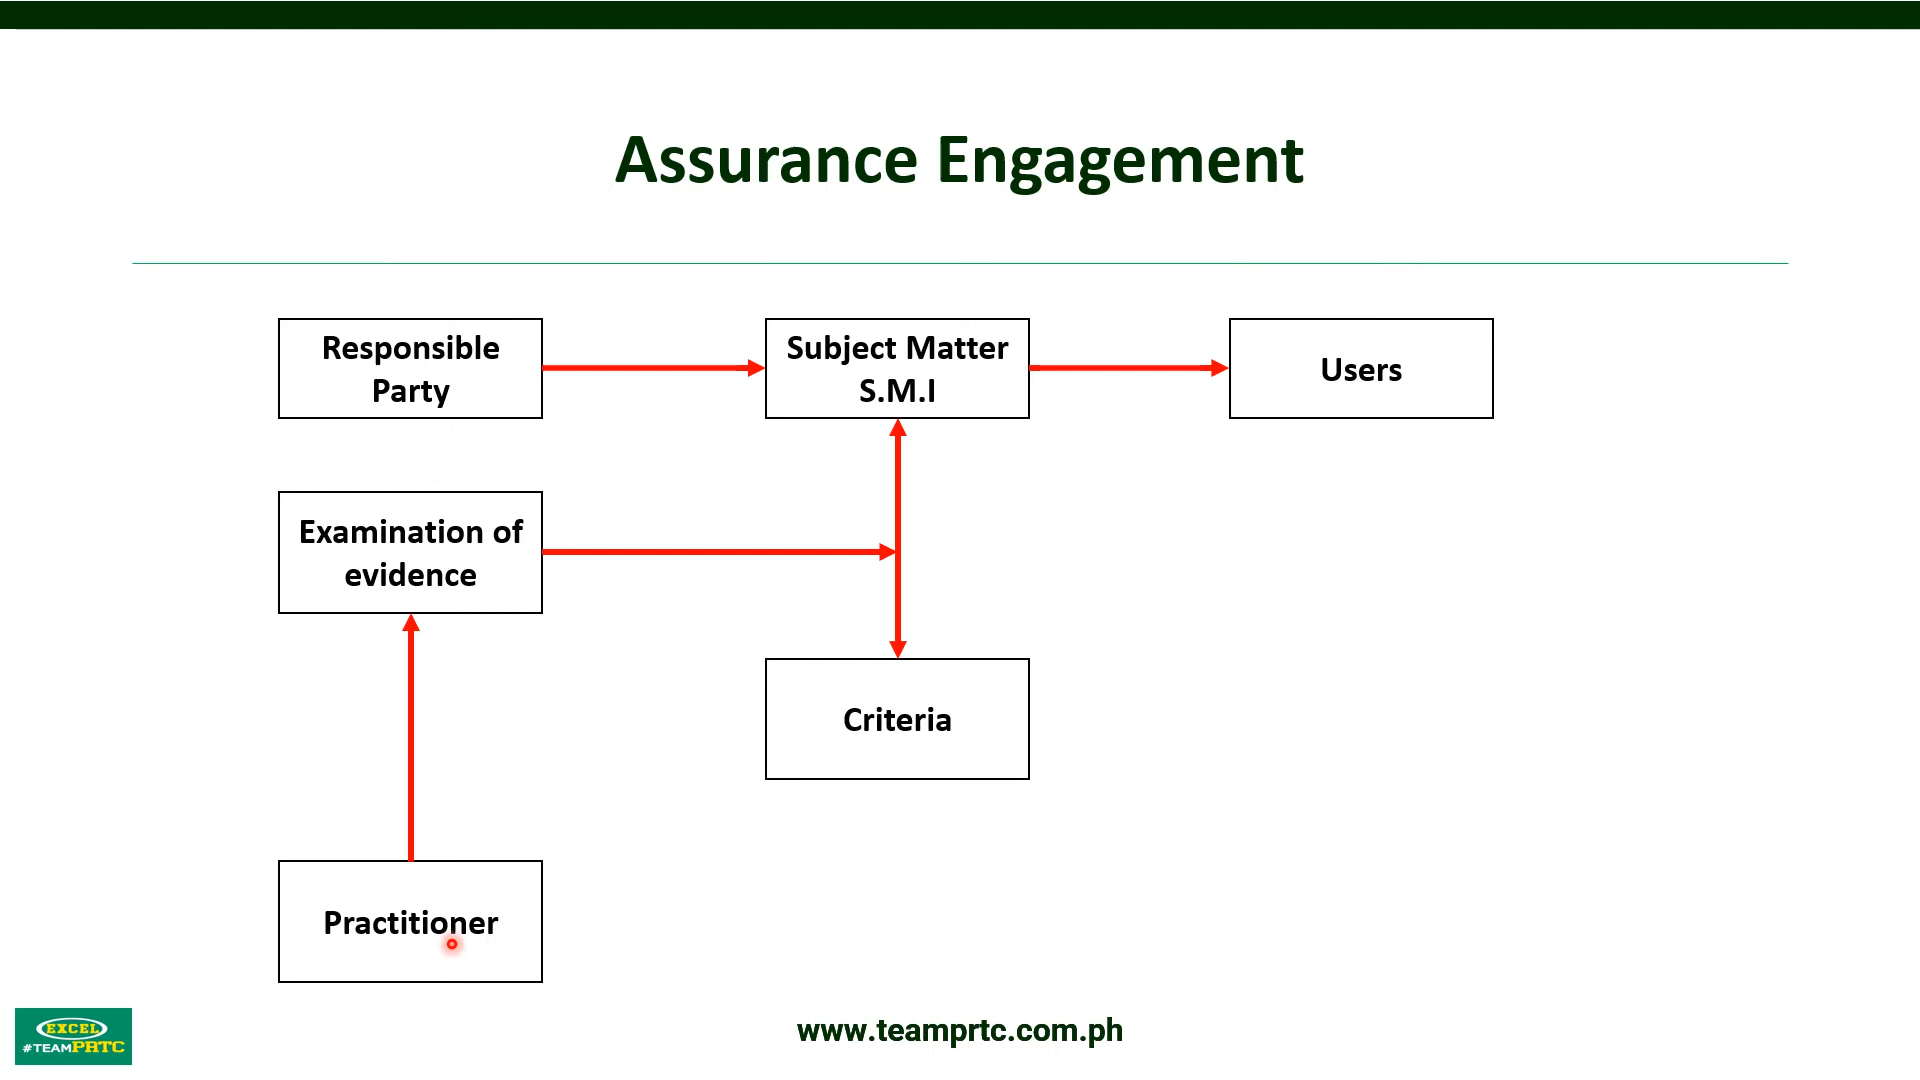 Assurance Engagement
Responsible
Party
Subject Matter
S.M.I
Users
Examination of
evidence
Criteria
Practitioner
EXCEL
#TEAMPRTC
www.teamprtc.com.ph